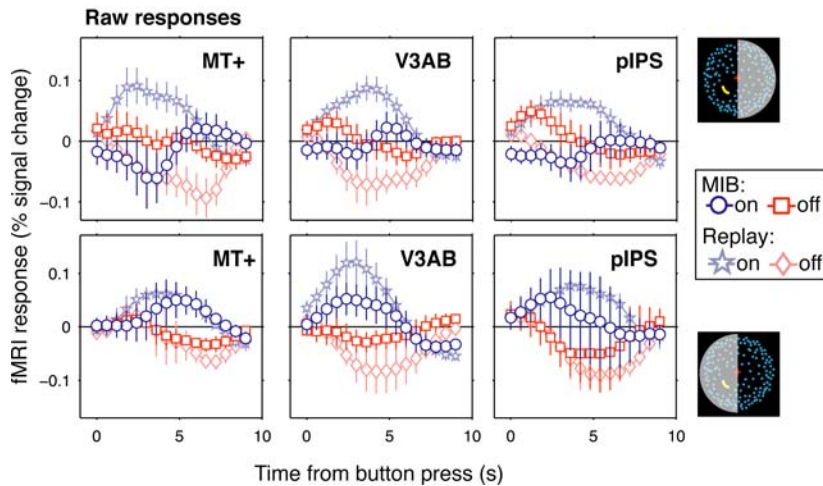 Raw responses
MT+
V3AB
pIPS
0.1
0
−0.1
MT+
V3AB
pIPS
0.1
0
−0.1
0 5 10
0 5 10
0 5 10
fMRI response (% signal change)
Time from button press (s)
MIB:
on off
Replay:
on off